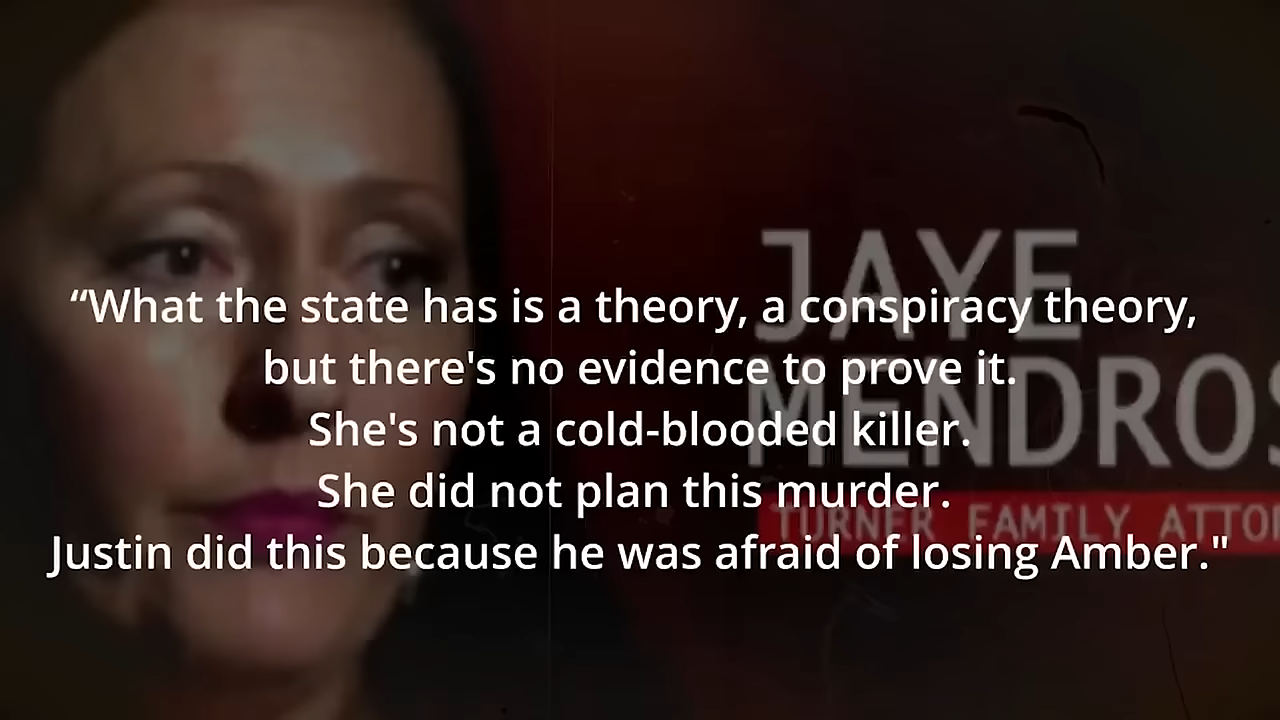 JAYE
MENDROS
TURNER FAMILY ATTO
“What the state has is a theory, a conspiracy theory,
but there's no evidence to prove it.
She's not a cold-blooded killer.
She did not plan this murder.
Justin did this because he was afraid of losing Amber."